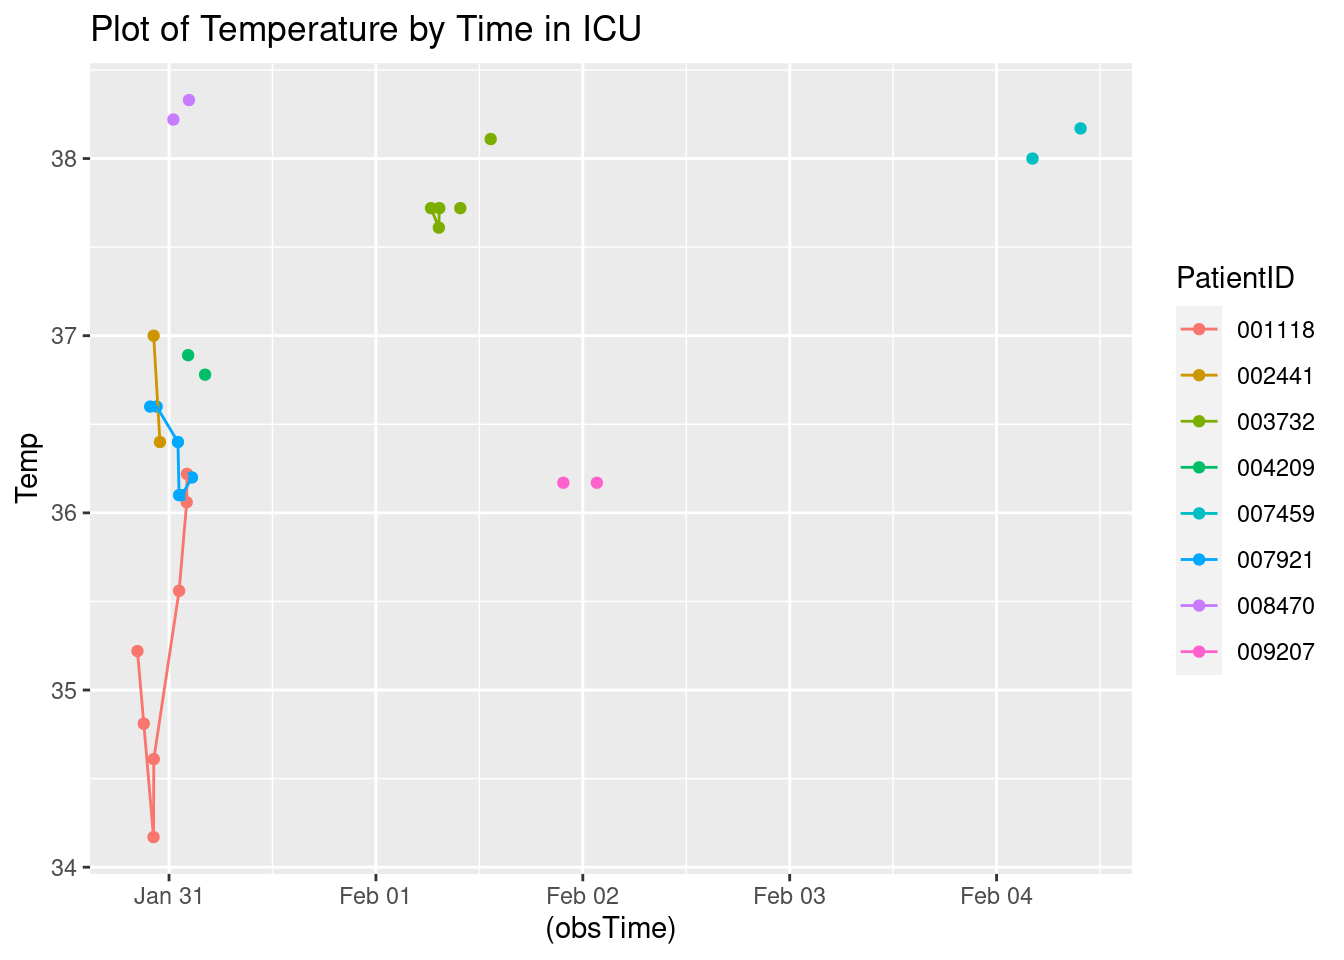 Plot of Temperature by Time in ICU
38
37
36
35
34
Temp
Jan 31 Feb 01 Feb 02 Feb 03 Feb 04
(obsTime)
PatientID
001118
002441
003732
004209
007459
007921
008470
009207